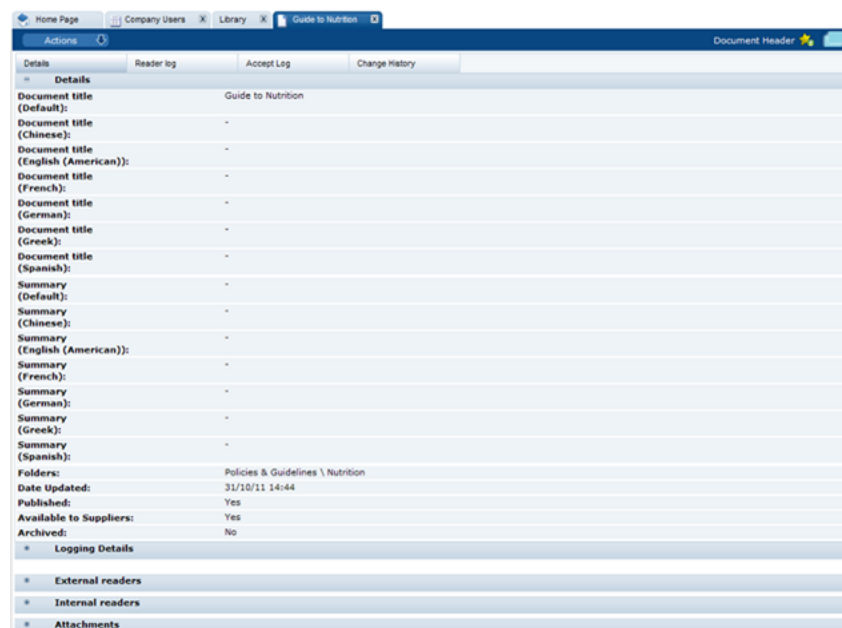 Home Page Company Users X Library X Guide to Nutrition X
Actions Document Header
Details Reader log Accept Log Change History
Details
Document title Guide to Nutrition
(Default):
Document title -
(Chinese):
Document title -
(English (American)):
Document title -
(French):
Document title -
(German):
Document title -
(Greek):
Document title -
(Spanish):
Summary -
(Default):
Summary -
(Chinese):
Summary -
(English (American)):
Summary -
(French):
Summary -
(German):
Summary -
(Greek):
Summary -
(Spanish):
Folders: Policies & Guidelines \ Nutrition
Date Updated: 31/10/11 14:44
Published: Yes
Available to Suppliers: Yes
Archived: No
Logging Details
External readers
Internal readers
Attachments